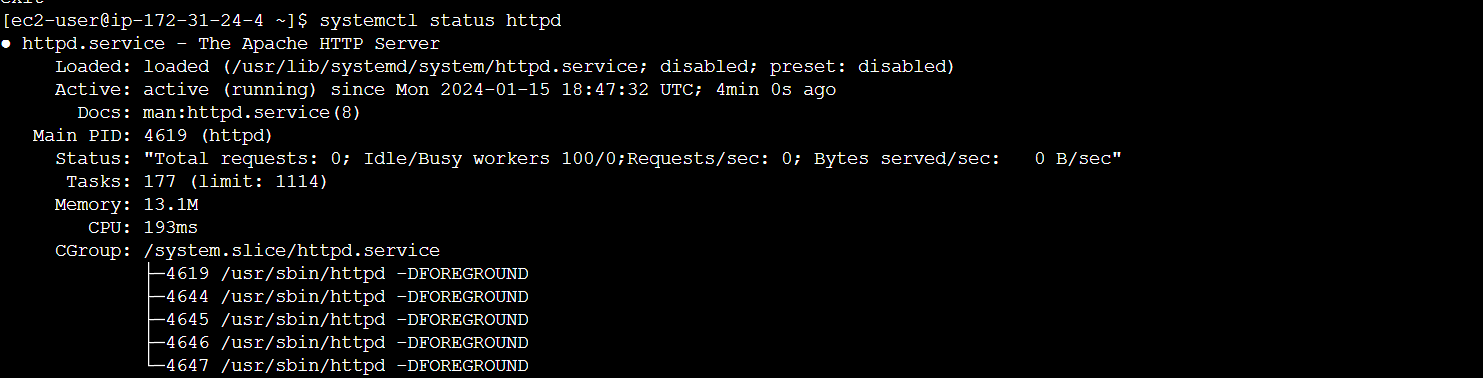 exit
[ec2-user@ip-172-31-24-4 ~]$ systemctl status httpd
● httpd.service - The Apache HTTP Server
     Loaded: loaded (/usr/lib/systemd/system/httpd.service; disabled; preset: disabled)
     Active: active (running) since Mon 2024-01-15 18:47:32 UTC; 4min 0s ago
       Docs: man:httpd.service(8)
   Main PID: 4619 (httpd)
     Status: "Total requests: 0; Idle/Busy workers 100/0;Requests/sec: 0; Bytes served/sec:   0 B/sec"
      Tasks: 177 (limit: 1114)
     Memory: 13.1M
        CPU: 193ms
     CGroup: /system.slice/httpd.service
             ├─4619 /usr/sbin/httpd -DFOREGROUND
             ├─4644 /usr/sbin/httpd -DFOREGROUND
             ├─4645 /usr/sbin/httpd -DFOREGROUND
             ├─4646 /usr/sbin/httpd -DFOREGROUND
             └─4647 /usr/sbin/httpd -DFOREGROUND